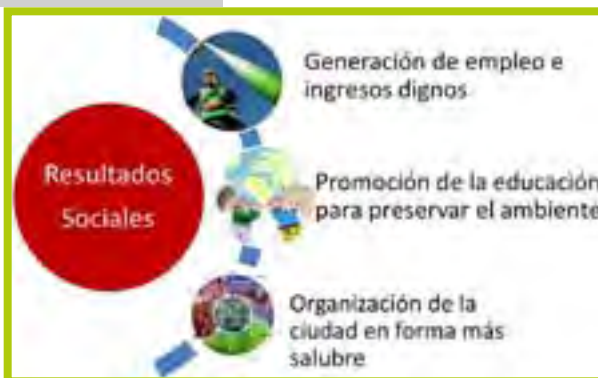 Resultados
Sociales
Generación de empleo e
ingresos dignos
Promoción de la educación
para preservar el ambiente
Organización de la
ciudad en forma más
salubre